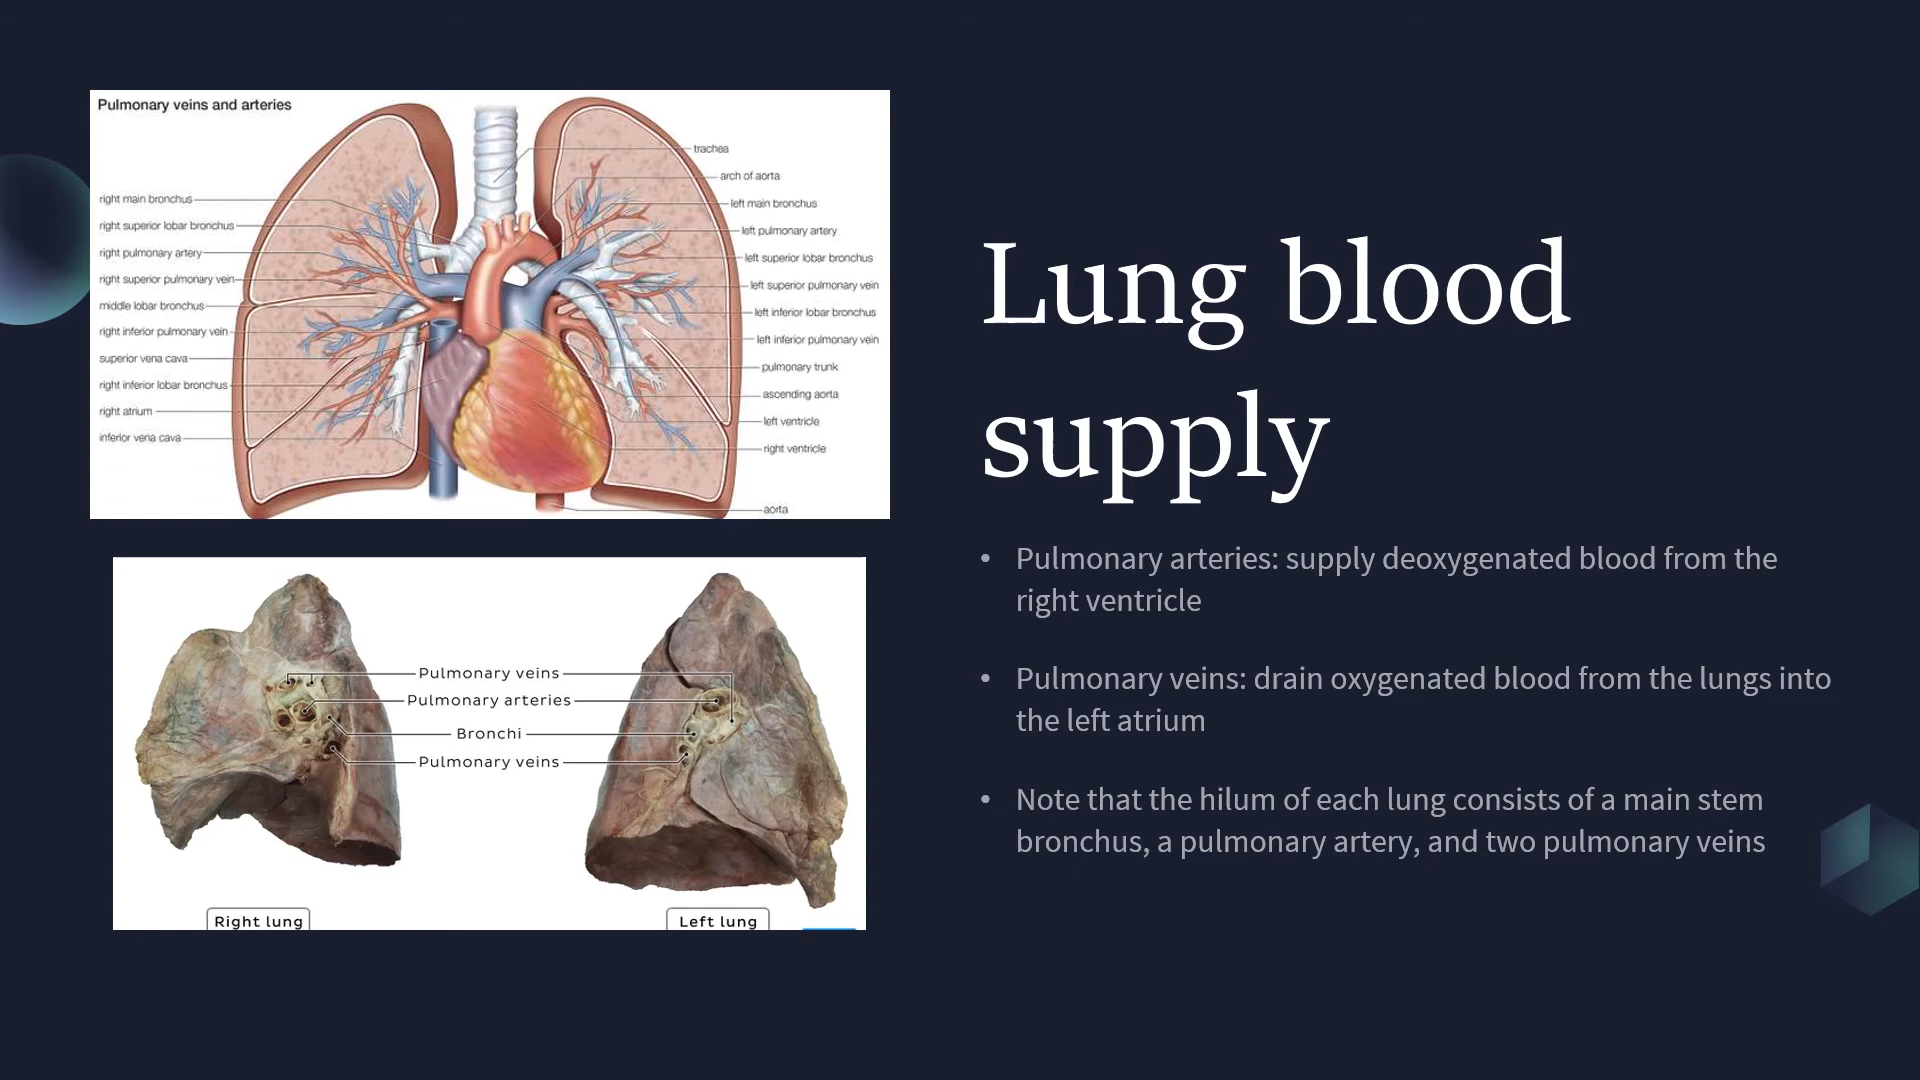 Pulmonary veins and arteries
right main bronchus
right superior lobar bronchus
right pulmonary artery
right superior pulmonary vein
middle lobar bronchus
right inferior pulmonary vein
superior vena cava
right inferior lobar bronchus
right atrium
inferior vena cava
trachea
arch of aorta
left main bronchus
left pulmonary artery
left superior lobar bronchus
left superior pulmonary vein
left inferior lobar bronchus
left inferior pulmonary vein
pulmonary trunk
ascending aorta
left ventricle
right ventricle
aorta
Pulmonary veins
Pulmonary arteries
Bronchi
Pulmonary veins
Right lung
Left lung
Lung blood
supply
• Pulmonary arteries: supply deoxygenated blood from the
right ventricle
• Pulmonary veins: drain oxygenated blood from the lungs into
the left atrium
• Note that the hilum of each lung consists of a main stem
bronchus, a pulmonary artery, and two pulmonary veins